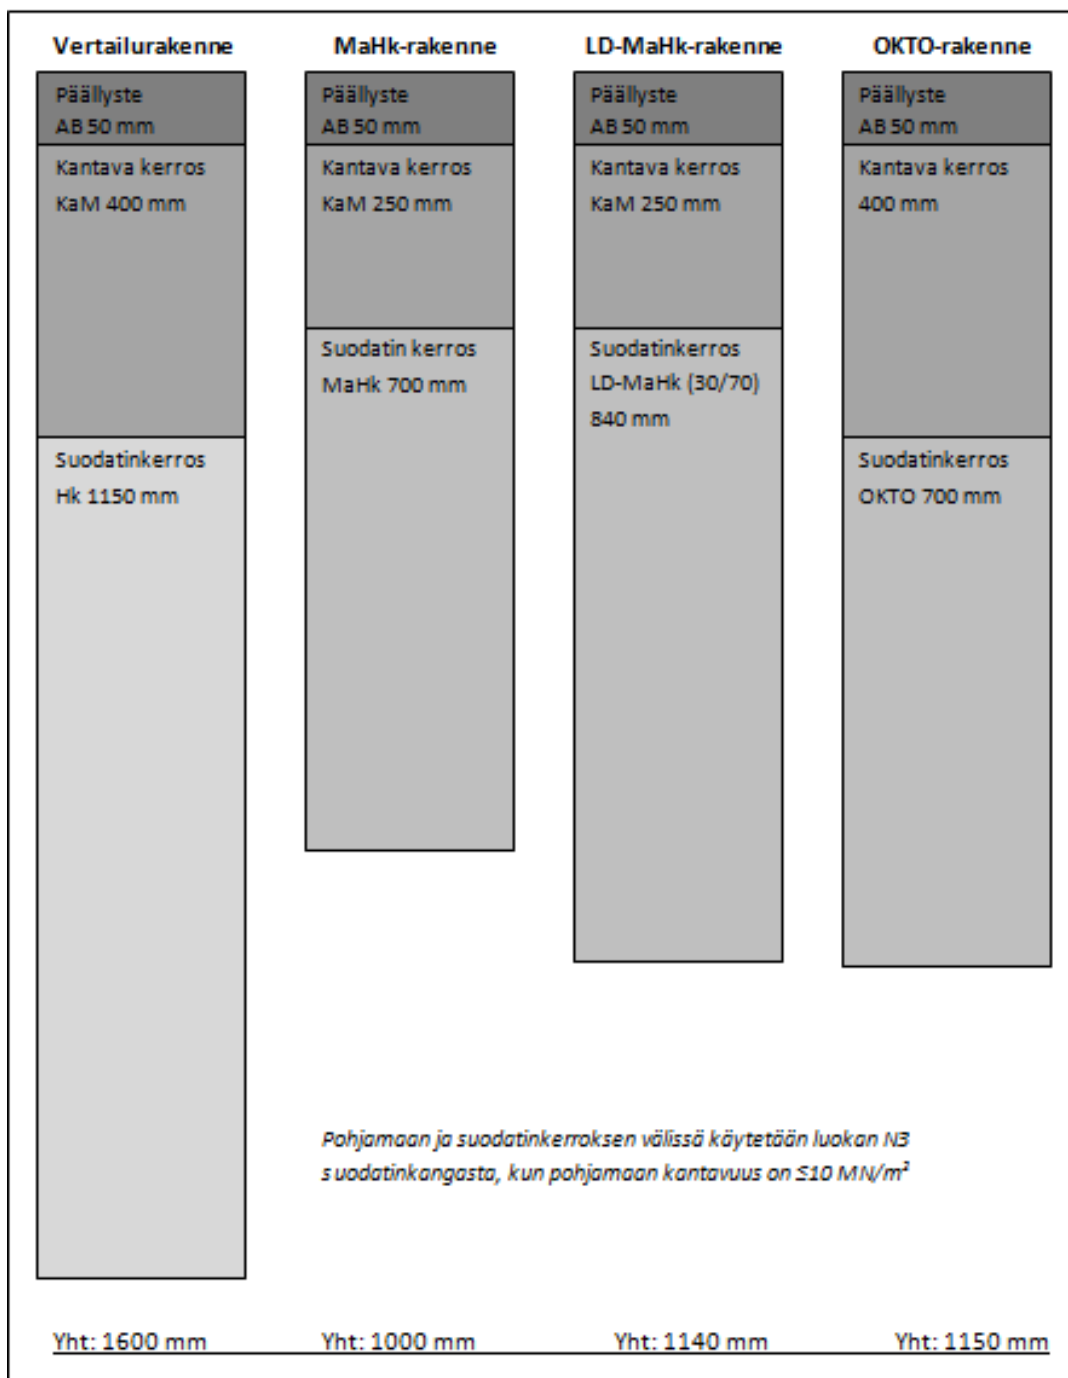 Vertailurakenne
Päällyste
AB 50 mm
Kantava kerros
KaM 400 mm
Suodatinkerros
Hk 1150 mm
Yht: 1600 mm
MaHk-rakenne
Päällyste
AB 50 mm
Kantava kerros
KaM 250 mm
Suodatin kerros
MaHk 700 mm
Yht: 1000 mm
LD-MaHk-rakenne
Päällyste
AB 50 mm
Kantava kerros
KaM 250 mm
Suodatinkerros
LD-MaHk (30/70)
840 mm
Yht: 1140 mm
OKTO-rakenne
Päällyste
AB 50 mm
Kantava kerros
400 mm
Suodatinkerros
OKTO 700 mm
Yht: 1150 mm
Pohjamaan ja suodatinkerroksen välissä käytetään luokan N3
suodatinkangasta, kun pohjamaan kantavuus on ≤10 MN/m²